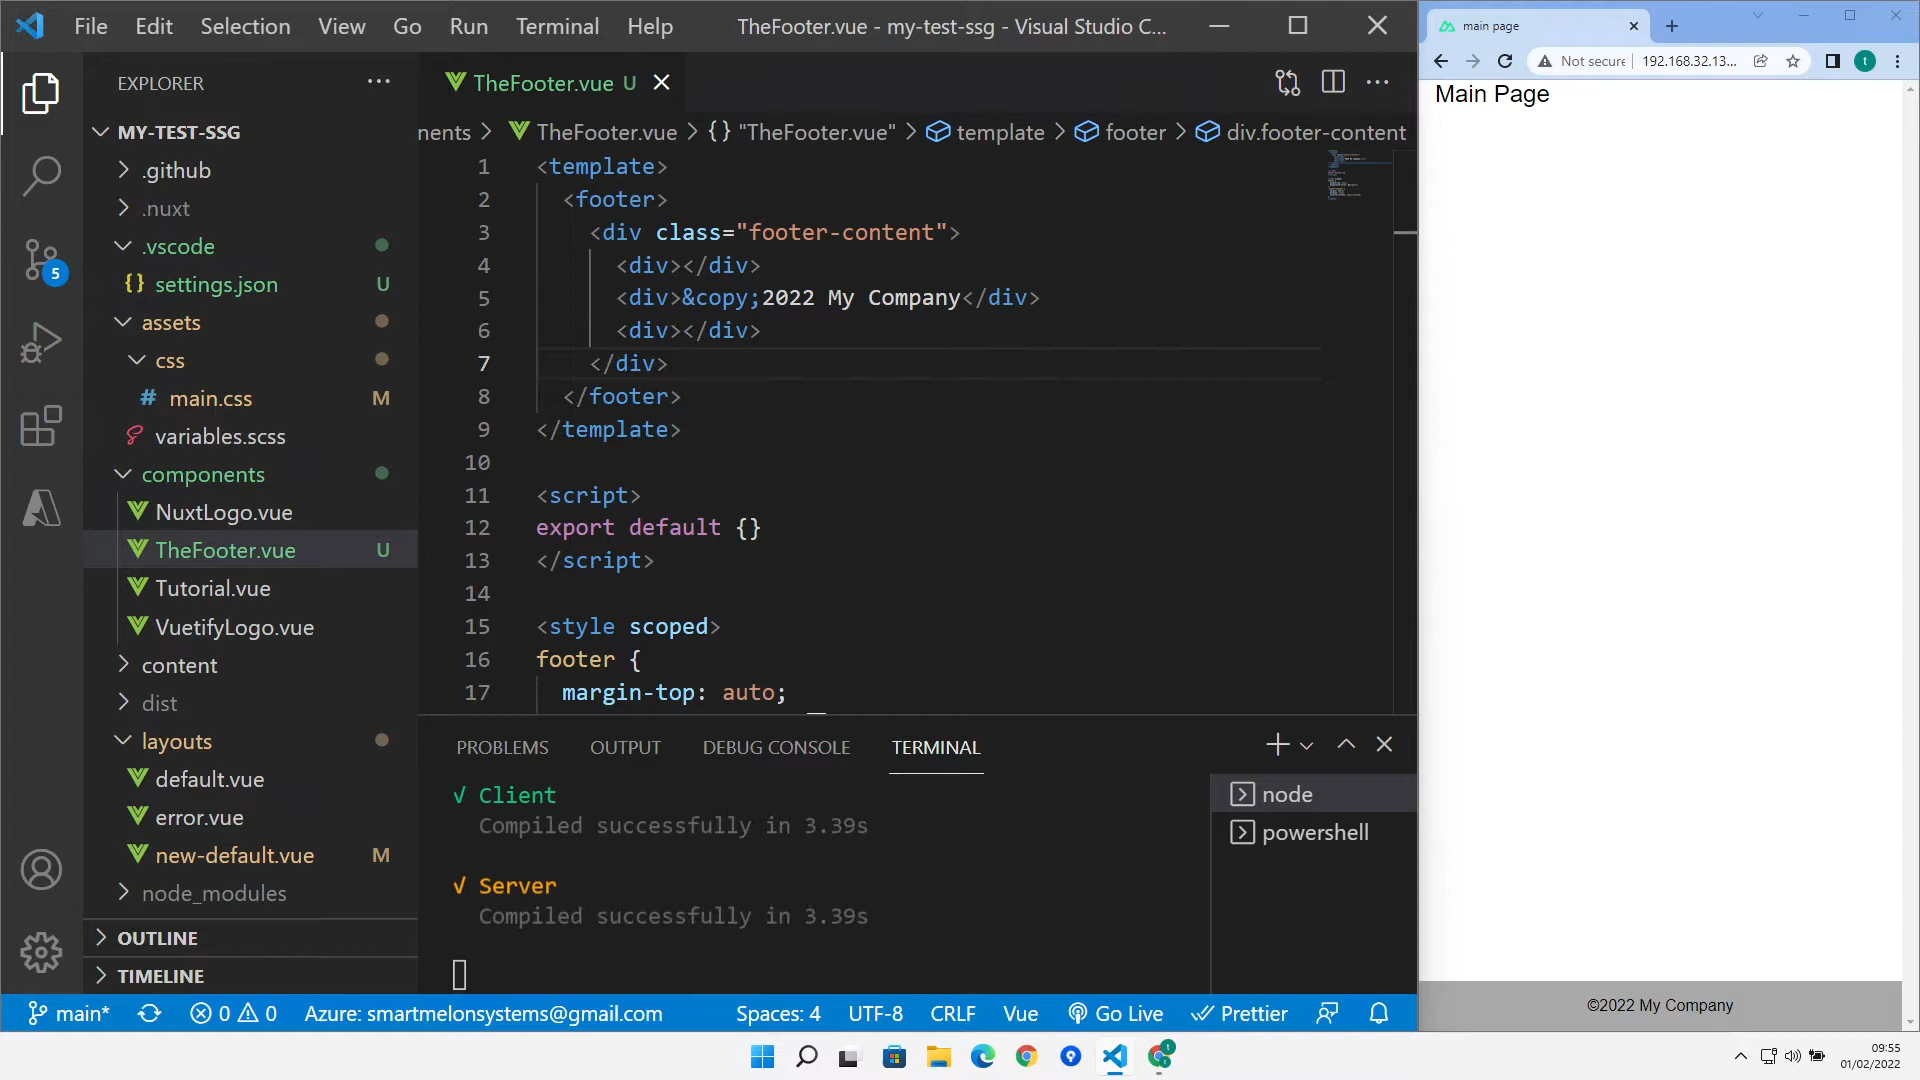 File Edit Selection View Go Run Terminal Help TheFooter.vue - my-test-ssg - Visual Studio C...
EXPLORER
MY-TEST-SSG
.github
.nuxt
.vscode
{} settings.json U
assets
css
# main.css M
variables.scss
components
NuxtLogo.vue
TheFooter.vue U
Tutorial.vue
VuetifyLogo.vue
content
dist
layouts
default.vue
error.vue
new-default.vue M
node_modules
OUTLINE
TIMELINE
5
TheFooter.vue U
nents > TheFooter.vue > {} "TheFooter.vue" > template > footer > div.footer-content
1 <template>
2 <footer>
3 <div class="footer-content">
4 <div></div>
5 <div>&copy;2022 My Company</div>
6 <div></div>
7 </div>
8 </footer>
9 </template>
10
11 <script>
12 export default {}
13 </script>
14
15 <style scoped>
16 footer {
17 margin-top: auto;
PROBLEMS OUTPUT DEBUG CONSOLE TERMINAL
√ Client
Compiled successfully in 3.39s
√ Server
Compiled successfully in 3.39s
node
powershell
main* 0 0 Azure: smartmelonsystems@gmail.com Spaces: 4 UTF-8 CRLF Vue Go Live Prettier
main page
Not secure 192.168.32.13... t
Main Page
©2022 My Company
09:55
01/02/2022